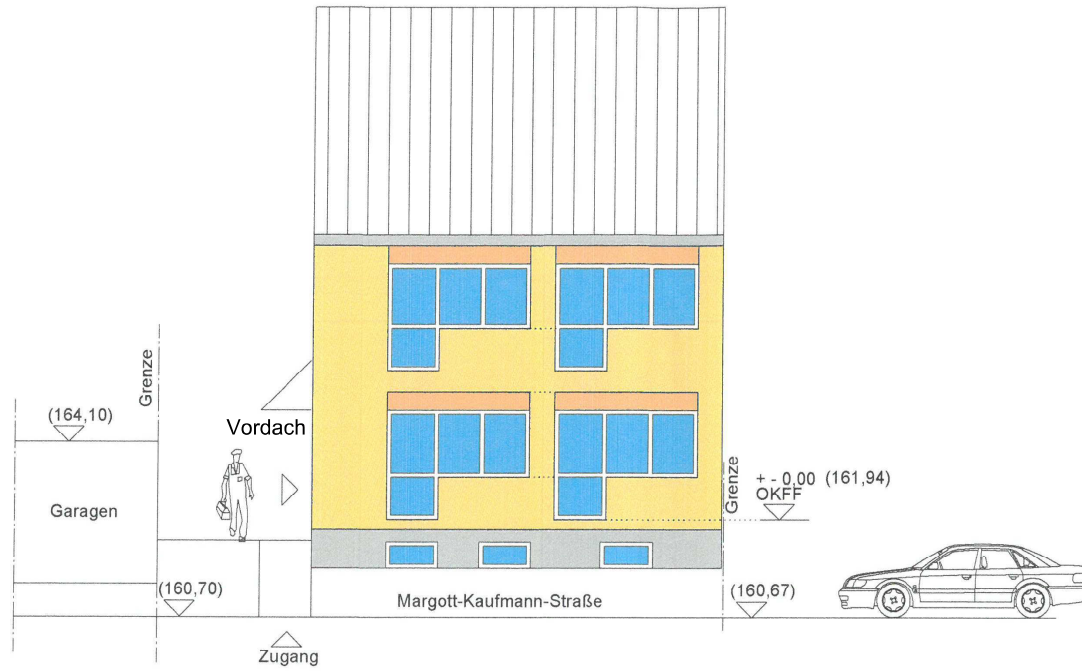 Grenze
(164,10)
Vordach
Garagen
Grenze
+ - 0,00 (161,94)
OKFF
(160,70)
Margott-Kaufmann-Straße
(160,67)
Zugang